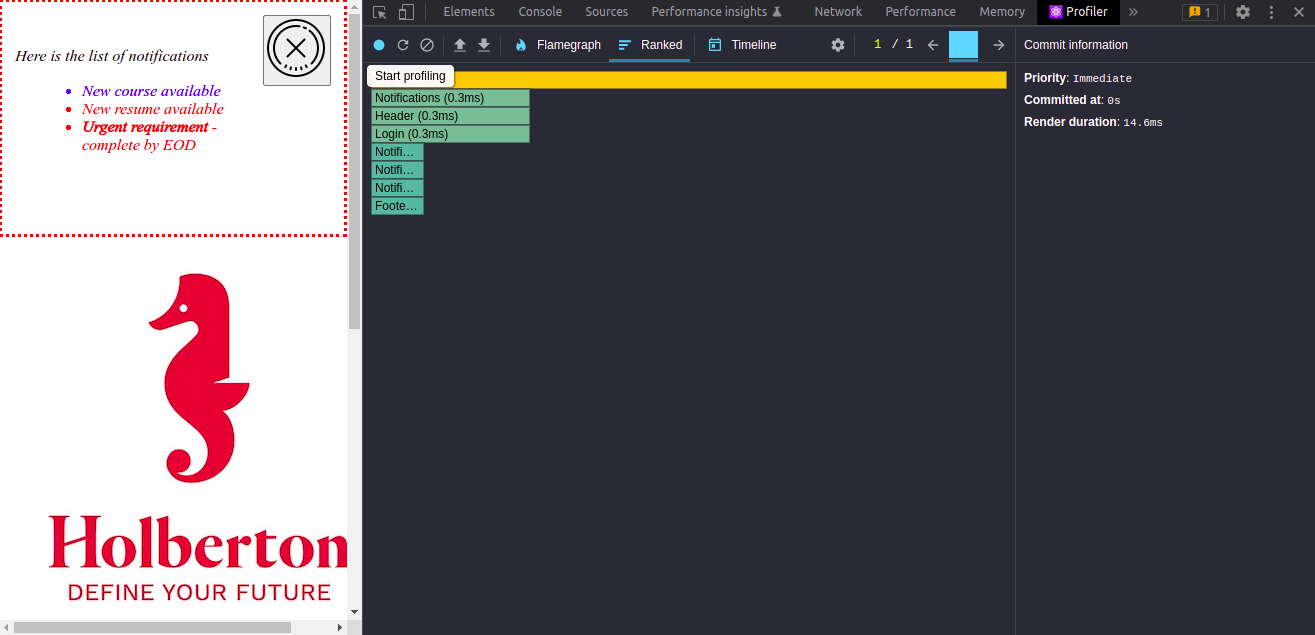 Here is the list of notifications
New course available
New resume available
Urgent requirement -
complete by EOD
Holberton
DEFINE YOUR FUTURE
Elements Console Sources Performance insights Network Performance Memory Profiler » 1
Flamegraph Ranked Timeline 1 / 1
Start profiling
Notifications (0.3ms)
Header (0.3ms)
Login (0.3ms)
Notifi…
Notifi…
Notifi…
Foote…
Commit information
Priority: Immediate
Committed at: 0s
Render duration: 14.6ms